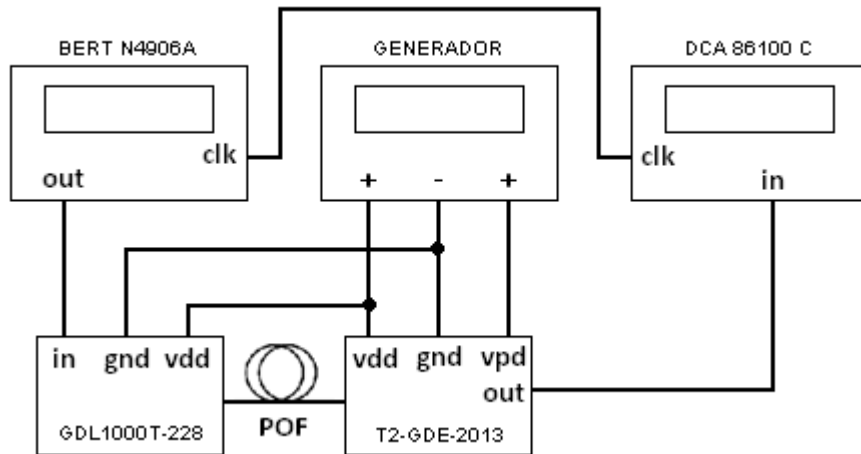 BERT N4906A
GENERADOR
DCA 86100 C
clk
out
+ - +
clk
in
in gnd vdd
vdd gnd vpd
out
GDL1000T-228
POF
T2-GDE-2013